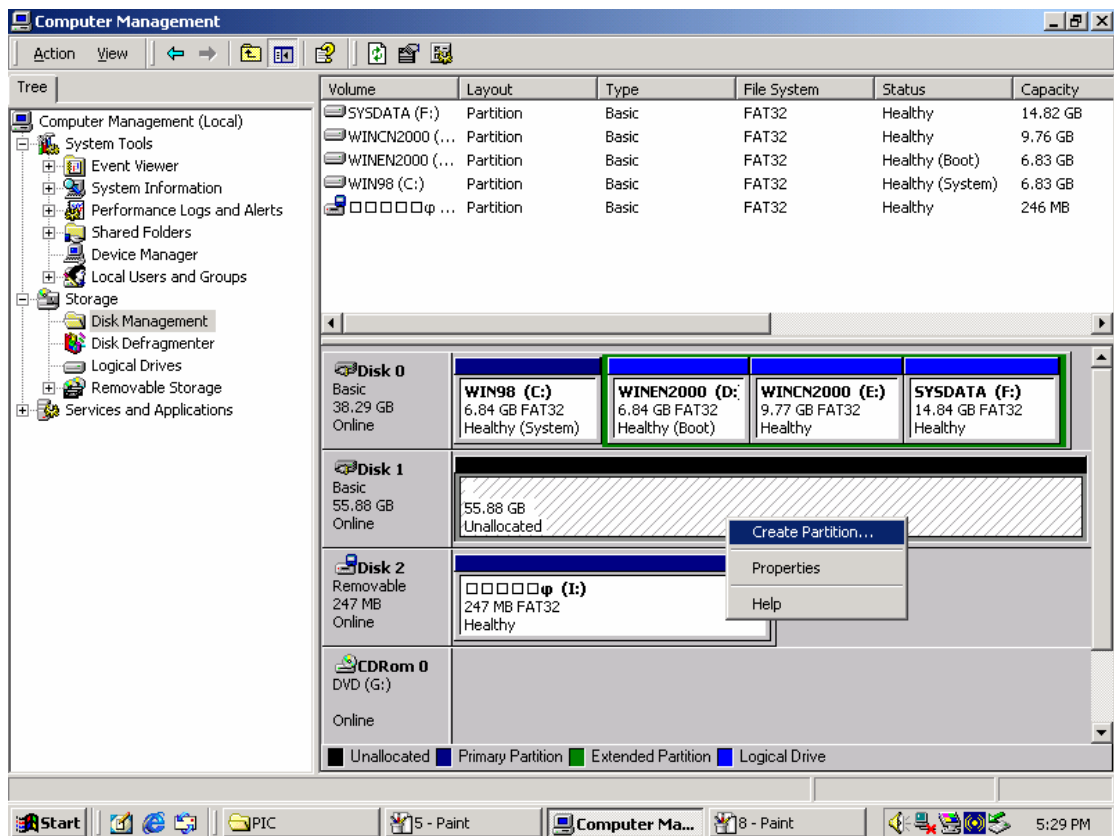 Computer Management
Action View
Tree
Computer Management (Local)
System Tools
Event Viewer
System Information
Performance Logs and Alerts
Shared Folders
Device Manager
Local Users and Groups
Storage
Disk Management
Disk Defragmenter
Logical Drives
Removable Storage
Services and Applications
Volume Layout Type File System Status Capacity
SYSDATA (F:) Partition Basic FAT32 Healthy 14.82 GB
WINCN2000 (... Partition Basic FAT32 Healthy 9.76 GB
WINEN2000 (... Partition Basic FAT32 Healthy (Boot) 6.83 GB
WIN98 (C:) Partition Basic FAT32 Healthy (System) 6.83 GB
□□□□□φ ... Partition Basic FAT32 Healthy 246 MB
Disk 0
Basic
38.29 GB
Online
WIN98 (C:)
6.84 GB FAT32
Healthy (System)
WINEN2000 (D:
6.84 GB FAT32
Healthy (Boot)
WINCN2000 (E:)
9.77 GB FAT32
Healthy
SYSDATA (F:)
14.84 GB FAT32
Healthy
Disk 1
Basic
55.88 GB
Online
55.88 GB
Unallocated
Create Partition...
Properties
Help
Disk 2
Removable
247 MB
Online
□□□□□φ (I:)
247 MB FAT32
Healthy
CDRom 0
DVD (G:)
Online
Unallocated Primary Partition Extended Partition Logical Drive
Start PIC 5 - Paint Computer Ma... 8 - Paint 5:29 PM